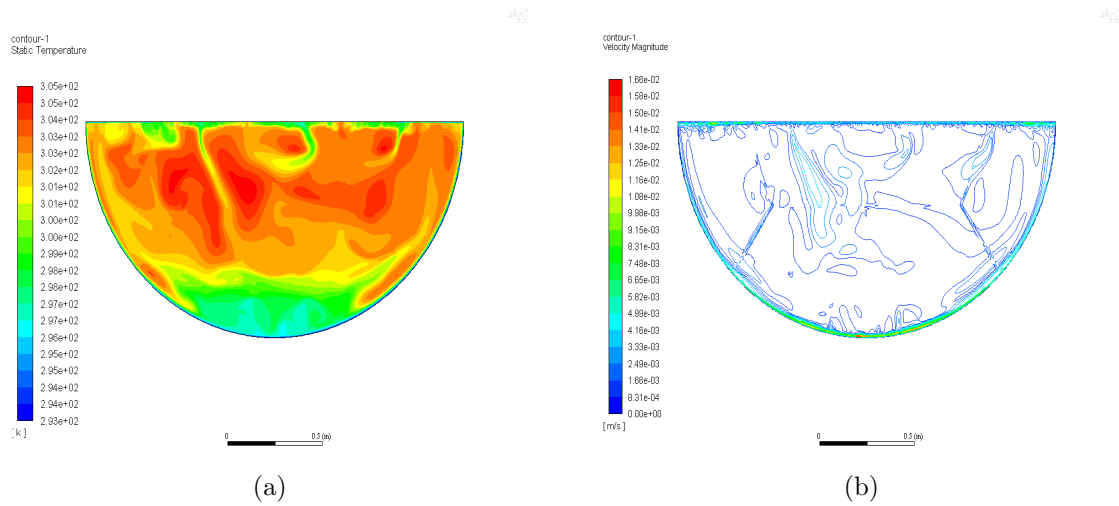 contour-1
Static Temperature
3.05e+02
3.05e+02
3.04e+02
3.03e+02
3.03e+02
3.02e+02
3.01e+02
3.01e+02
3.00e+02
3.00e+02
2.99e+02
2.98e+02
2.98e+02
2.97e+02
2.97e+02
2.96e+02
2.95e+02
2.95e+02
2.94e+02
2.94e+02
2.93e+02
[ k ]
0 0.5 (m)
(a)
contour-1
Velocity Magnitude
1.66e-02
1.58e-02
1.50e-02
1.41e-02
1.33e-02
1.25e-02
1.16e-02
1.08e-02
9.98e-03
9.15e-03
8.31e-03
7.48e-03
6.65e-03
5.82e-03
4.99e-03
4.16e-03
3.33e-03
2.49e-03
1.66e-03
8.31e-04
0.00e+00
[ m/s ]
0 0.5 (m)
(b)